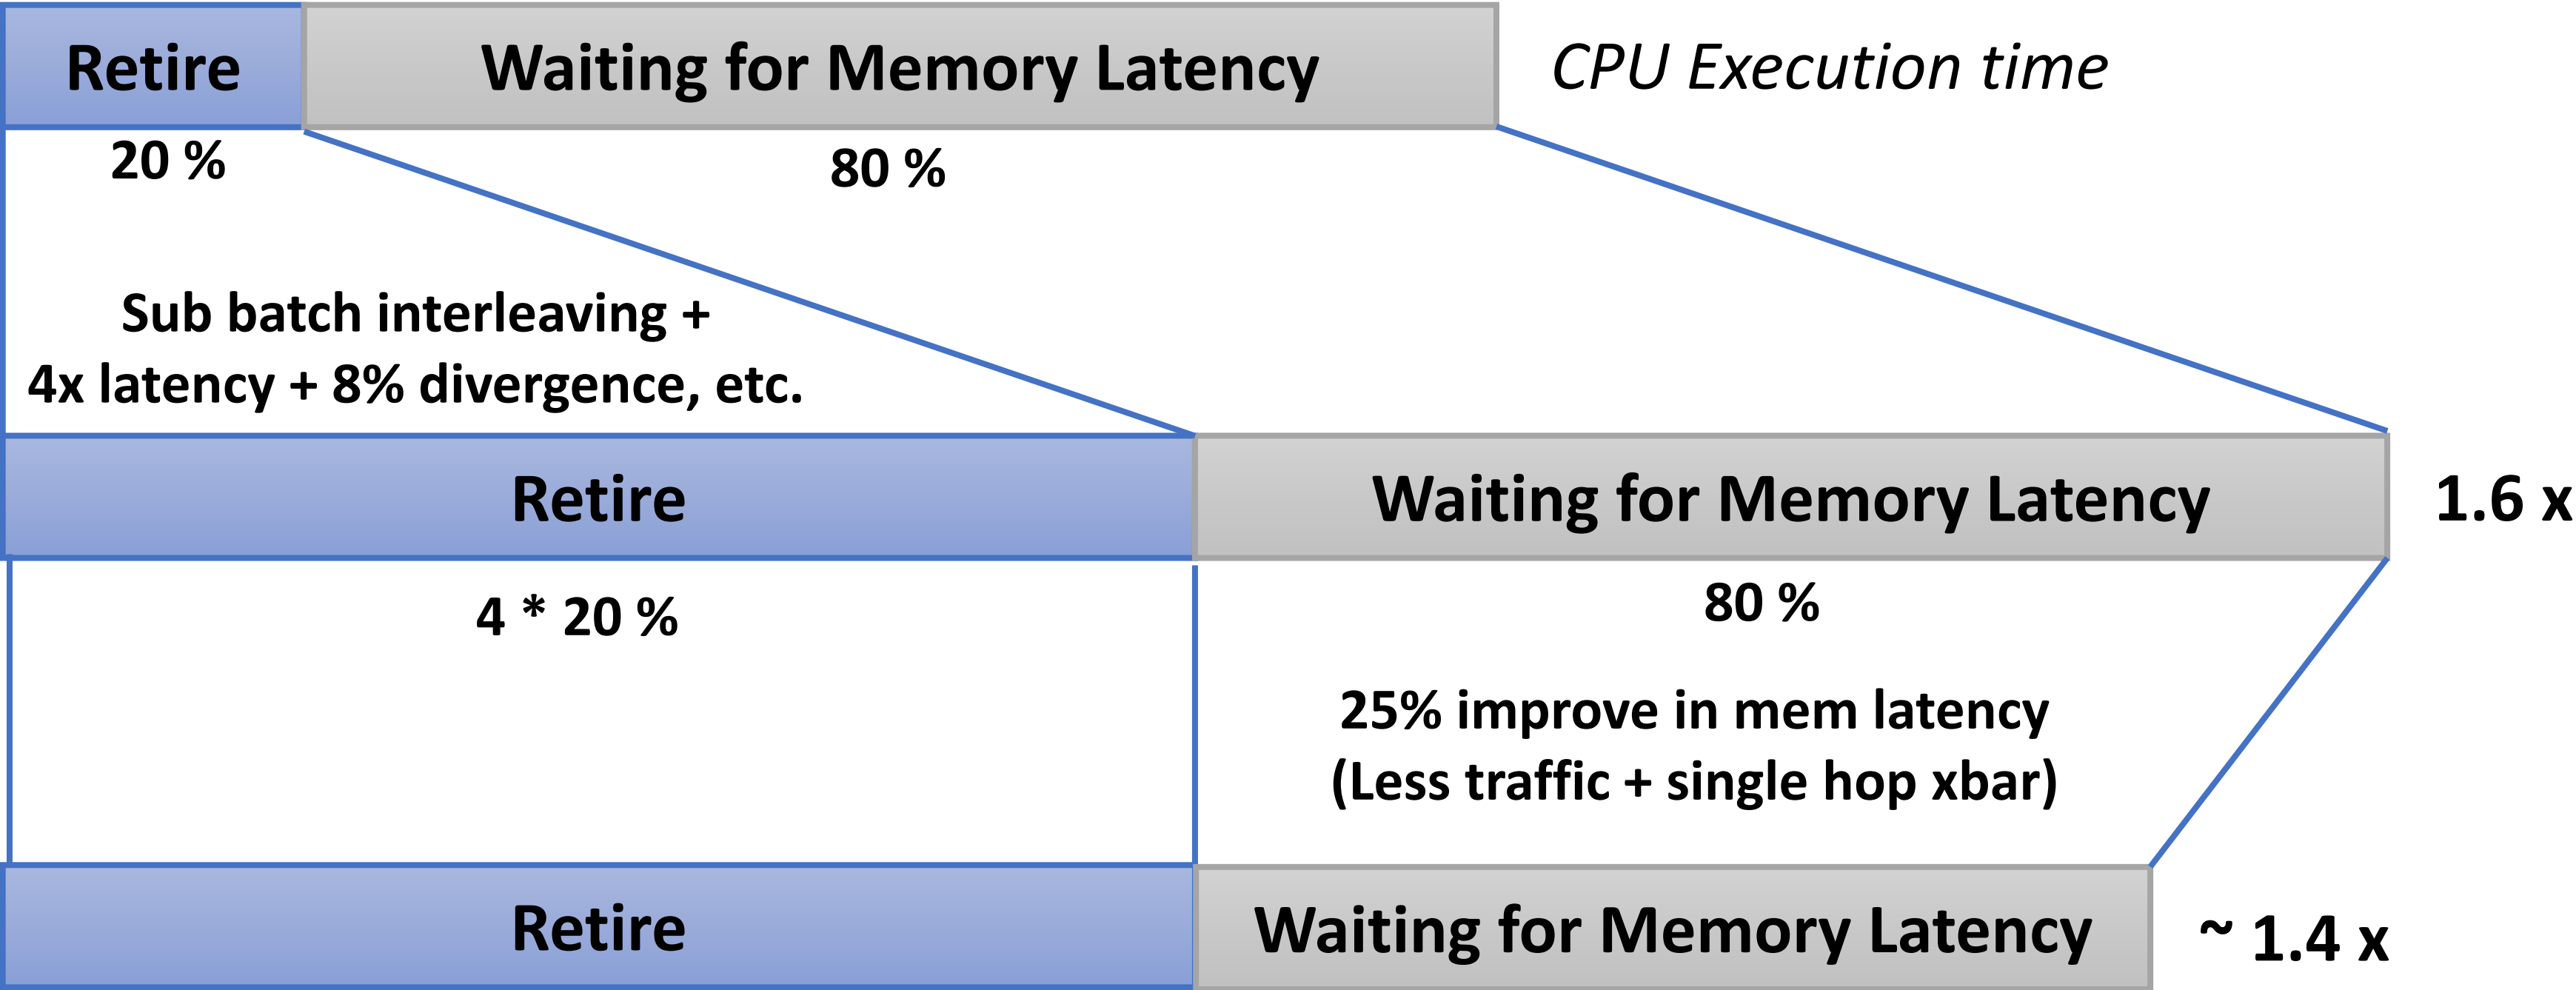 Retire
Waiting for Memory Latency
CPU Execution time
20 %
80 %
Sub batch interleaving +
4x latency + 8% divergence, etc.
Retire
Waiting for Memory Latency
1.6 x
4 * 20 %
80 %
25% improve in mem latency
(Less traffic + single hop xbar)
Retire
Waiting for Memory Latency
~ 1.4 x